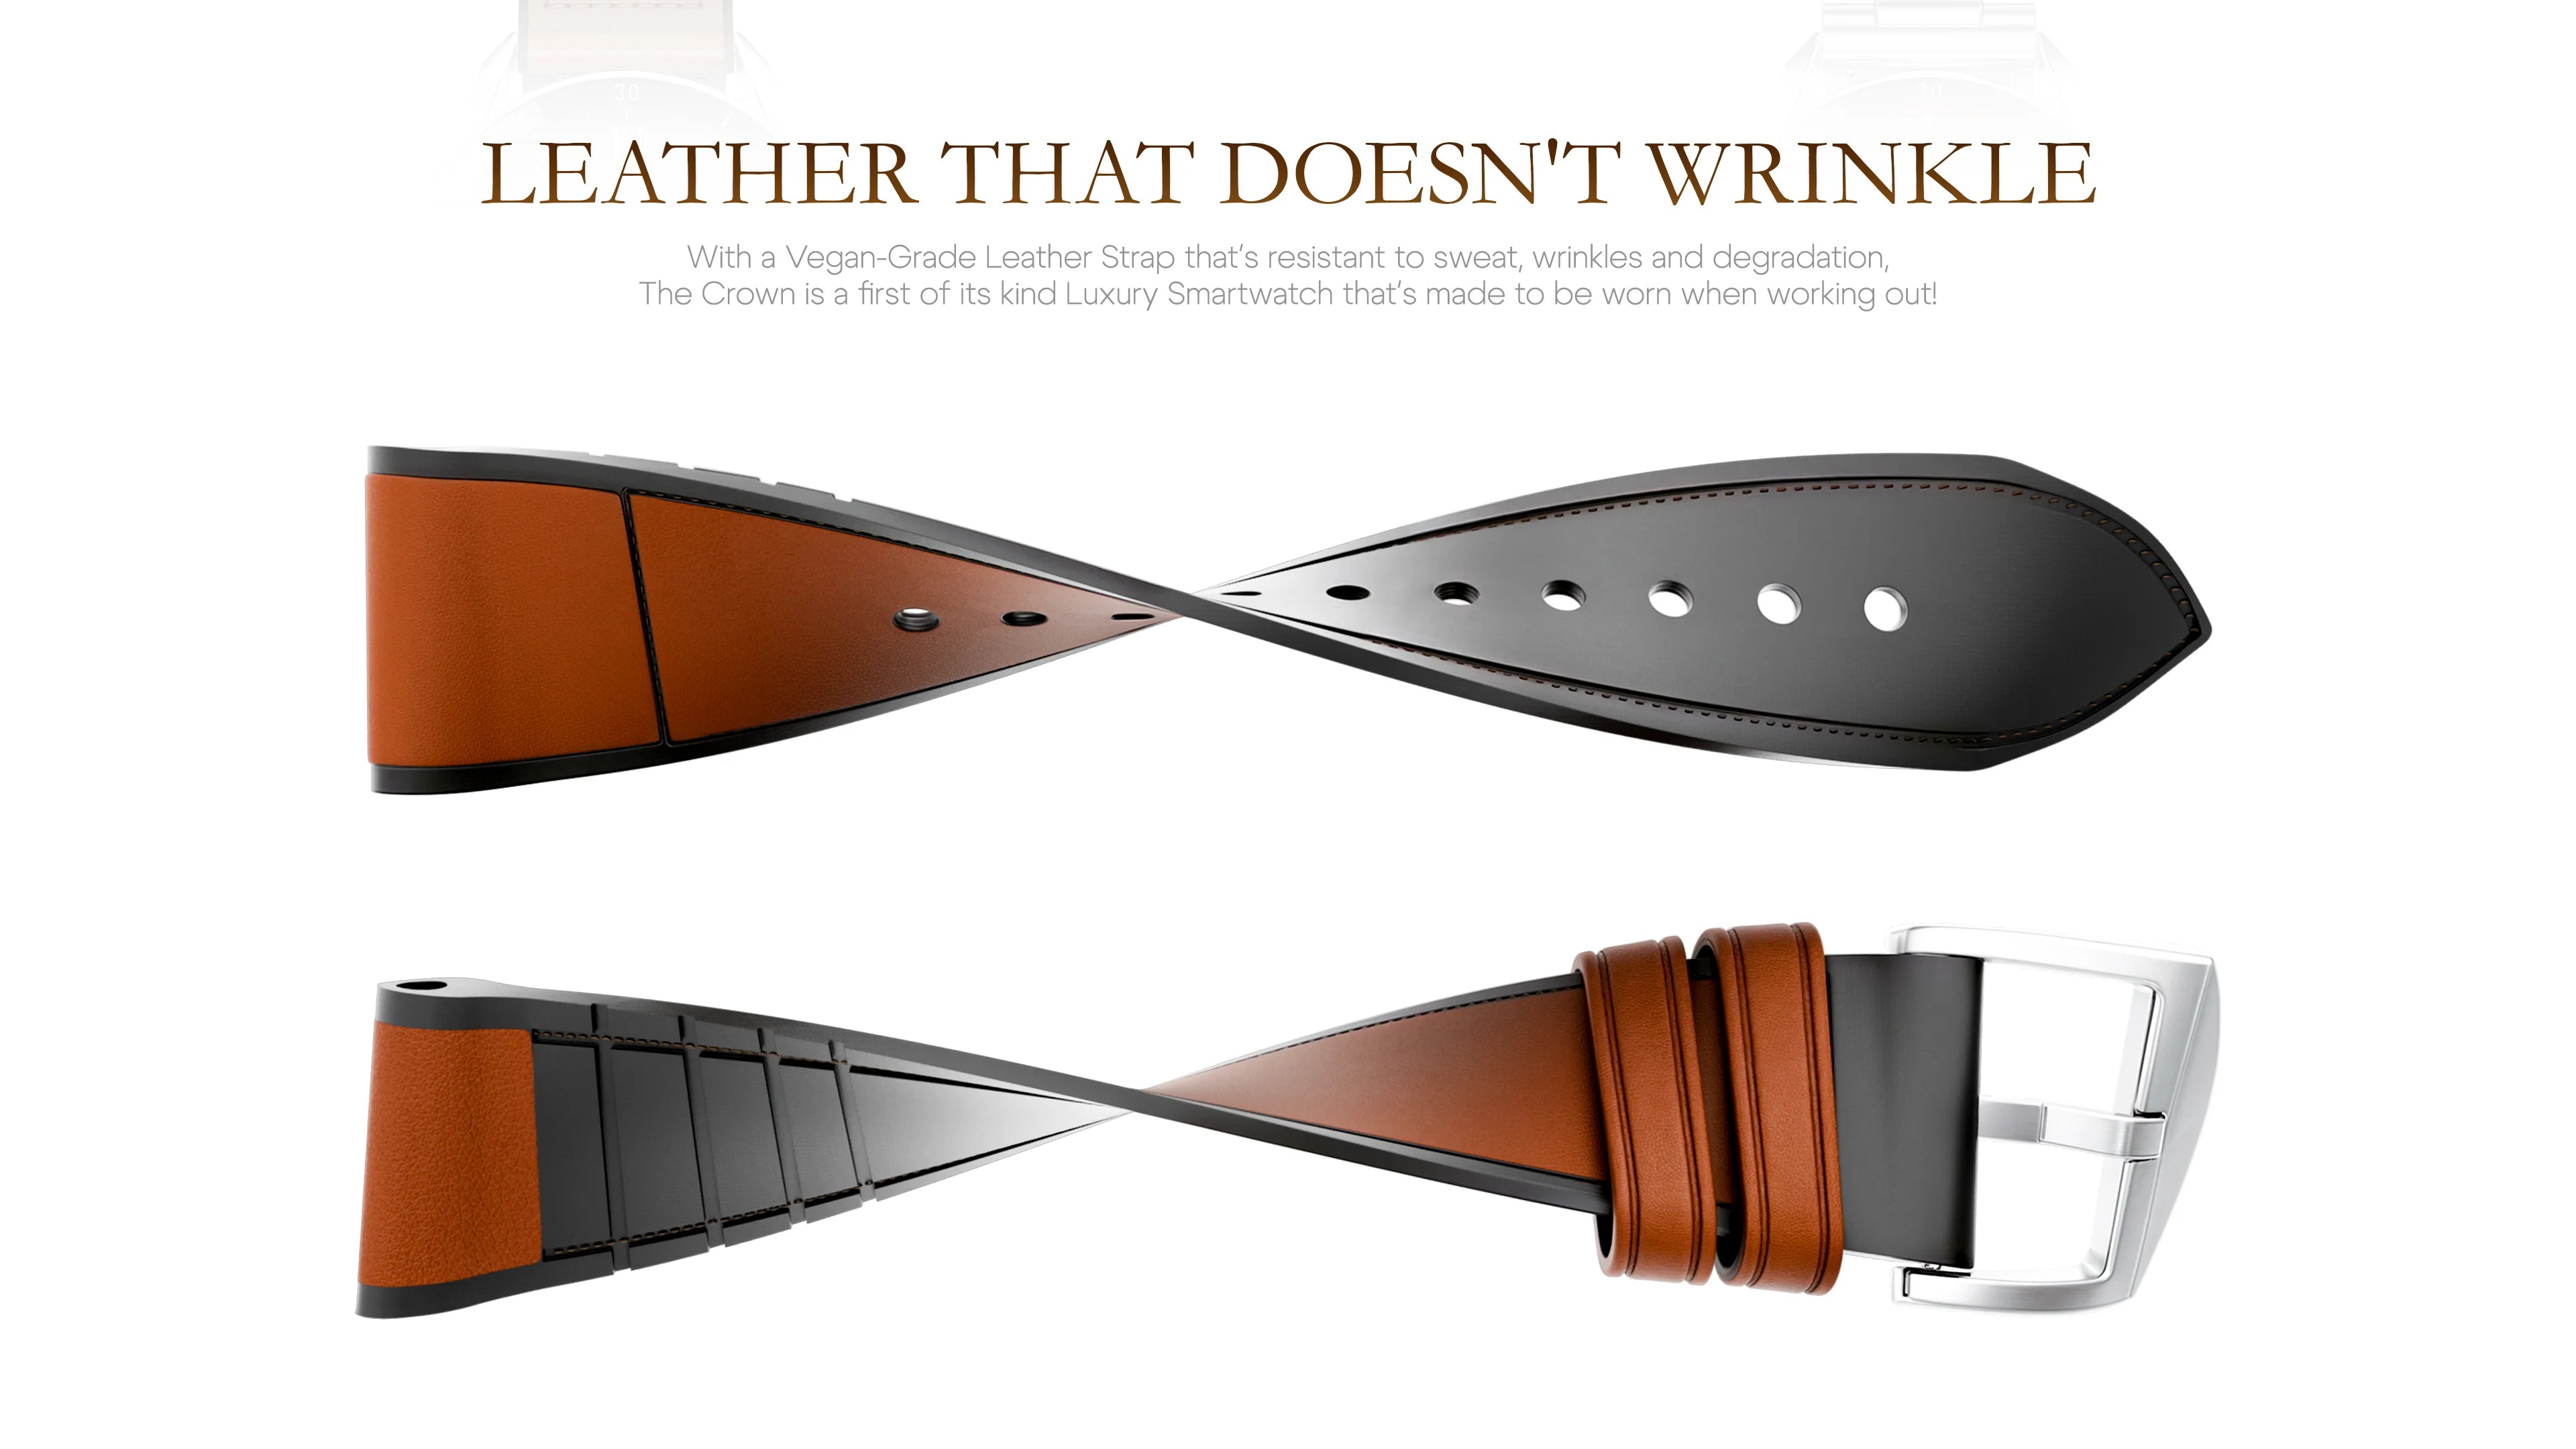 30
LEATHER THAT DOESN'T WRINKLE
With a Vegan-Grade Leather Strap that's resistant to sweat, wrinkles and degradation,
The Crown is a first of its kind Luxury Smartwatch that's made to be worn when working out!